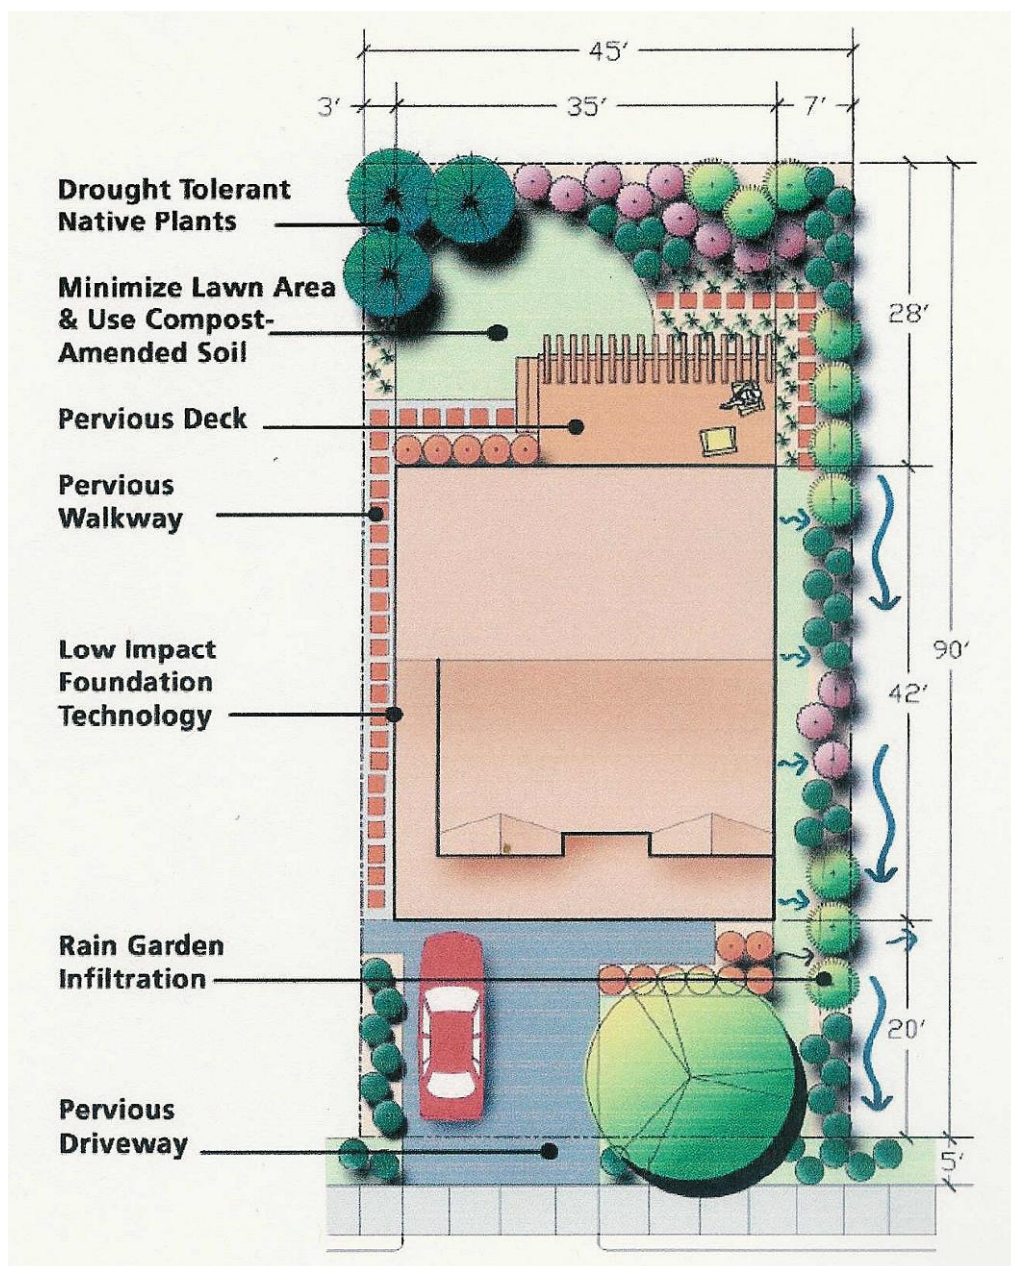 45'
3'
35'
7'
Drought Tolerant
Native Plants
Minimize Lawn Area
& Use Compost-
Amended Soil
28'
Pervious Deck
Pervious
Walkway
Low Impact
Foundation
Technology
90'
42'
Rain Garden
Infiltration
20'
Pervious
Driveway
5'